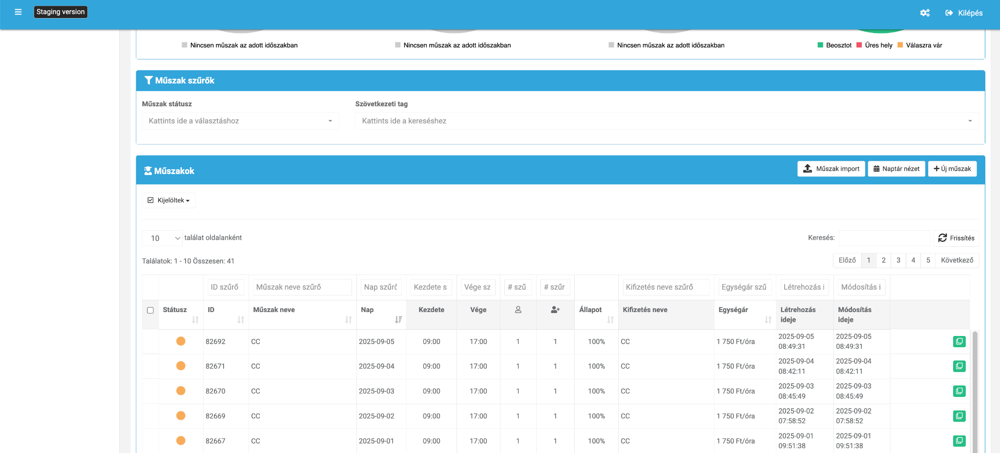 Staging version
Kilépés
Nincsen műszak az adott időszakban
Nincsen műszak az adott időszakban
Nincsen műszak az adott időszakban
Beosztot Üres hely Válaszra vár
Műszak szűrők
Műszak státusz Szövetkezeti tag
Kattints ide a választáshoz Kattints ide a kereséshez
Műszakok
Műszak import Naptár nézet Új műszak
Kijelöltek
10 találat oldalanként
Keresés: Frissítés
Találatok: 1 - 10 Összesen: 41
Előző 1 2 3 4 5 Következő
ID szűrő Műszak neve szűrő Nap szűrő Kezdete s Vége sz # szű # szűr Kifizetés neve szűrő Egységár szű Létrehozás i Módosítás i
Státusz ID Műszak neve Nap Kezdete Vége Állapot Kifizetés neve Egységár Létrehozás ideje Módosítás ideje
82692 CC 2025-09-05 09:00 17:00 1 1 100% CC 1 750 Ft/óra 2025-09-05 08:49:31 2025-09-05 08:49:31
82671 CC 2025-09-04 09:00 17:00 1 1 100% CC 1 750 Ft/óra 2025-09-04 08:42:11 2025-09-04 08:42:11
82670 CC 2025-09-03 09:00 17:00 1 1 100% CC 1 750 Ft/óra 2025-09-03 08:45:49 2025-09-03 08:45:49
82669 CC 2025-09-02 09:00 17:00 1 1 100% CC 1 750 Ft/óra 2025-09-02 07:58:52 2025-09-02 07:58:52
82667 CC 2025-09-01 09:00 17:00 1 1 100% CC 1 750 Ft/óra 2025-09-01 09:51:38 2025-09-01 09:51:38